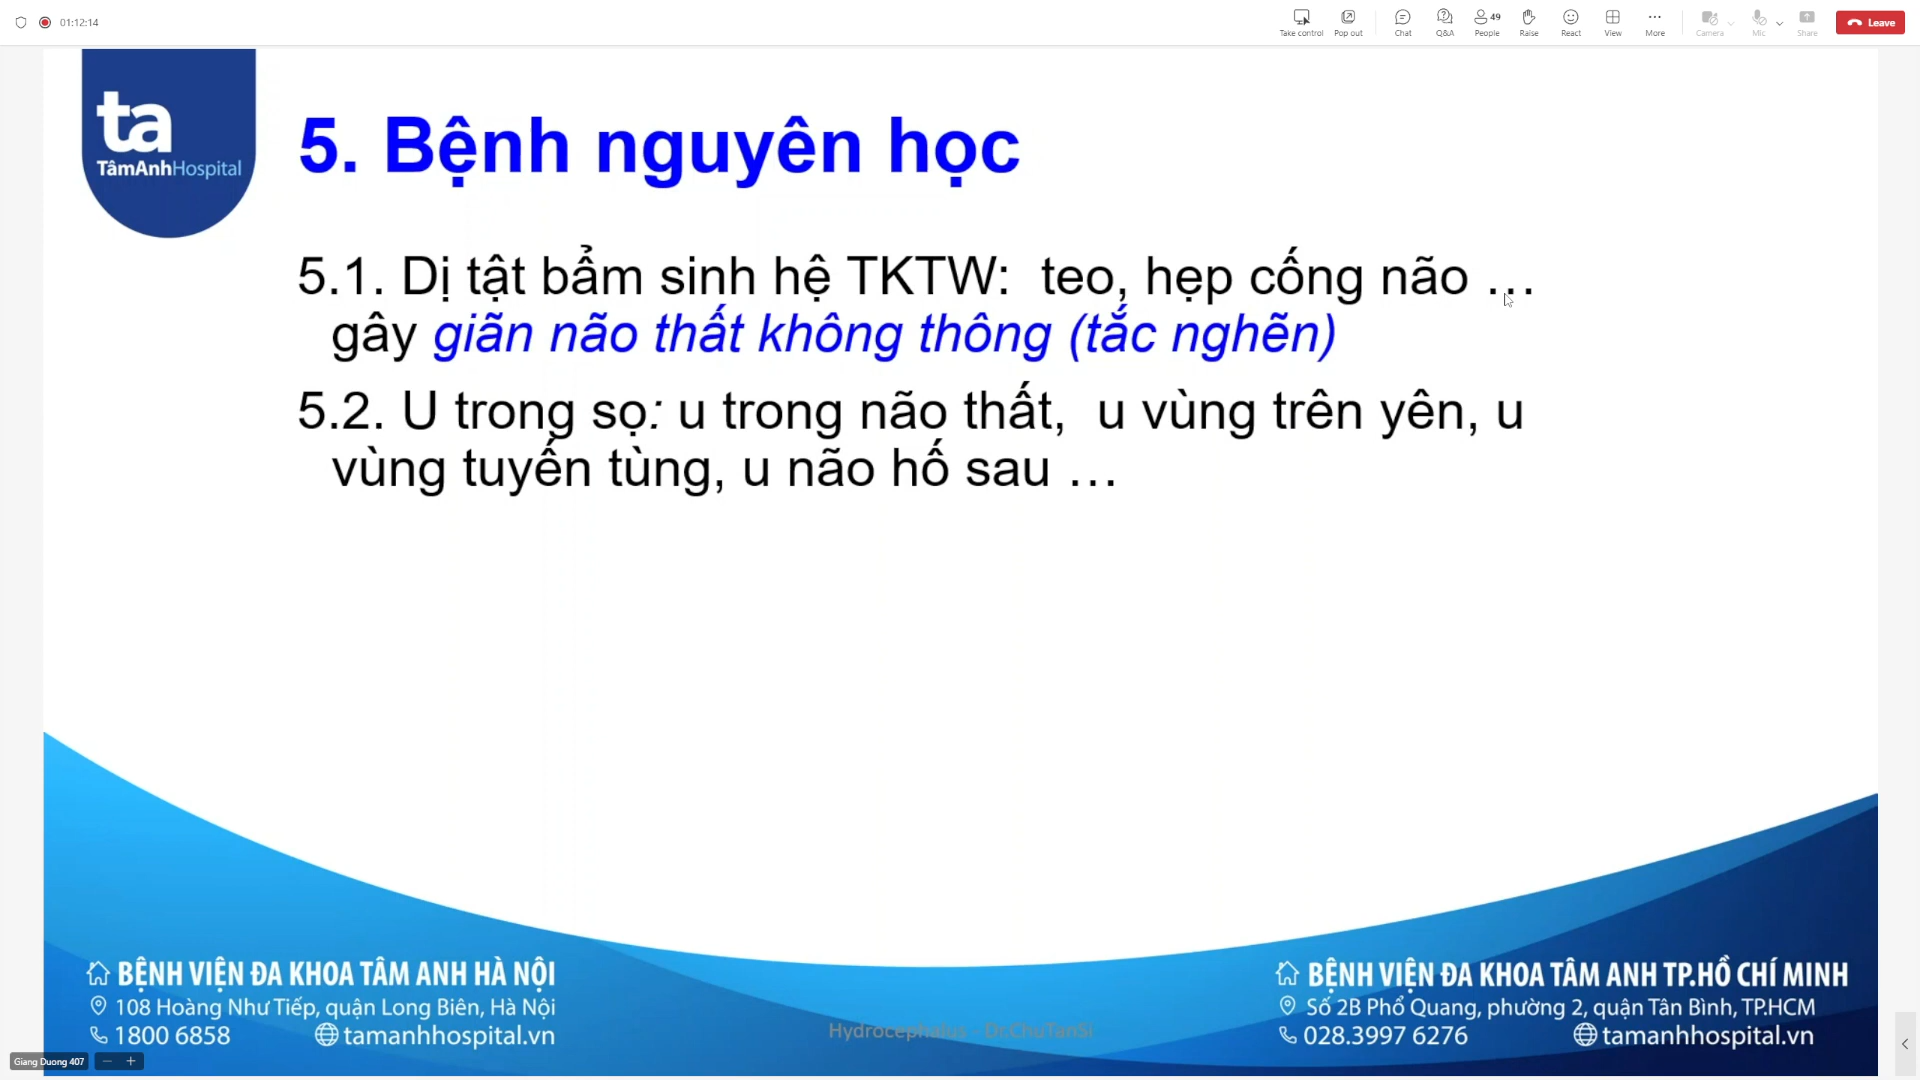 01:12:14
Take control Pop out Chat Q&A 49 People Raise React View More Camera Mic Share Leave
ta
TâmAnhHospital
5. Bệnh nguyên học
5.1. Dị tật bẩm sinh hệ TKTW: teo, hẹp cống não ...
gây giãn não thất không thông (tắc nghẽn)
5.2. U trong sọ: u trong não thất, u vùng trên yên, u
vùng tuyến tùng, u não hố sau ...
BỆNH VIỆN ĐA KHOA TÂM ANH HÀ NỘI
108 Hoàng Như Tiếp, quận Long Biên, Hà Nội
1800 6858 tamanhhospital.vn
Hydrocephalus - Dr.ChuTanSi
BỆNH VIỆN ĐA KHOA TÂM ANH TP.HỒ CHÍ MINH
Số 2B Phổ Quang, phường 2, quận Tân Bình, TP.HCM
028.3997 6276 tamanhhospital.vn
Giang Duong 407